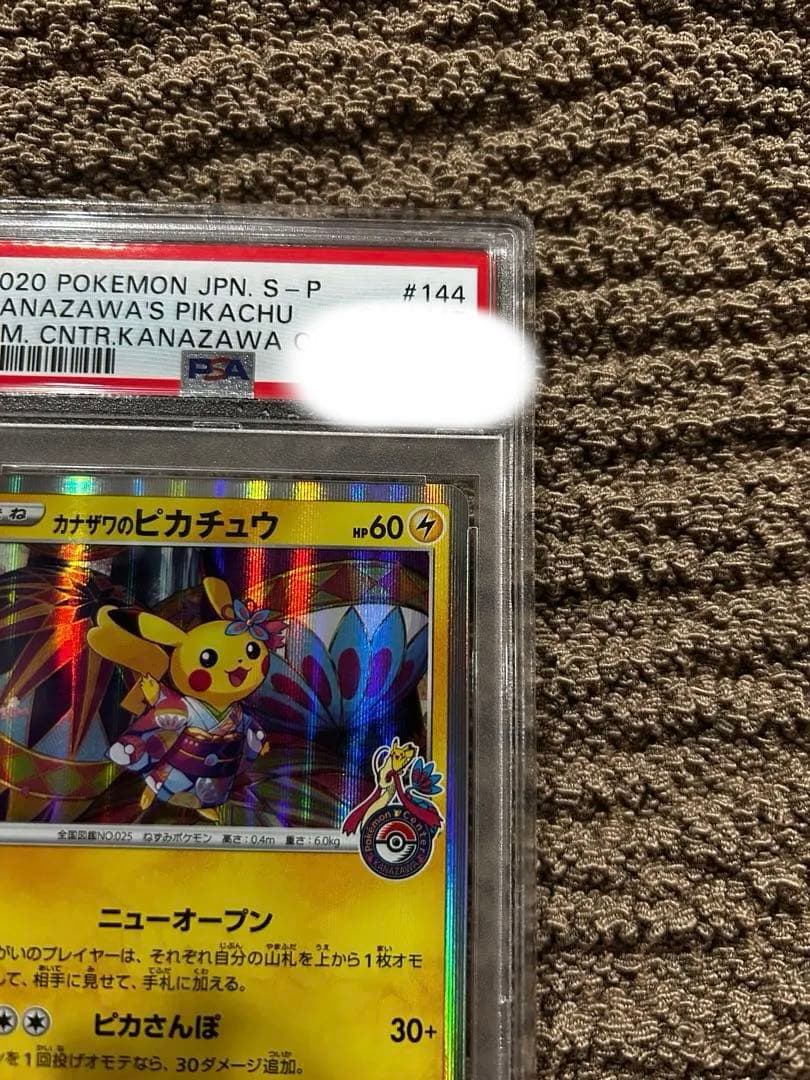 020 POKEMON JPN. S-P #144
ANAZAWA'S PIKACHU
M. CNTR.KANAZAWA
PSA
ね カナザワのピカチュウ HP60
Pokémon Center
KANAZAWA
全国図鑑NO.025 ねずみポケモン 高さ:0.4m 重さ:6.0kg
ニューオープン
がいのプレイヤーは、それぞれ自分の山札を上から1枚オモ
して、相手に見せて、手札に加える。
ピカさんぽ 30+
を1回投げオモテなら、30ダメージ追加。